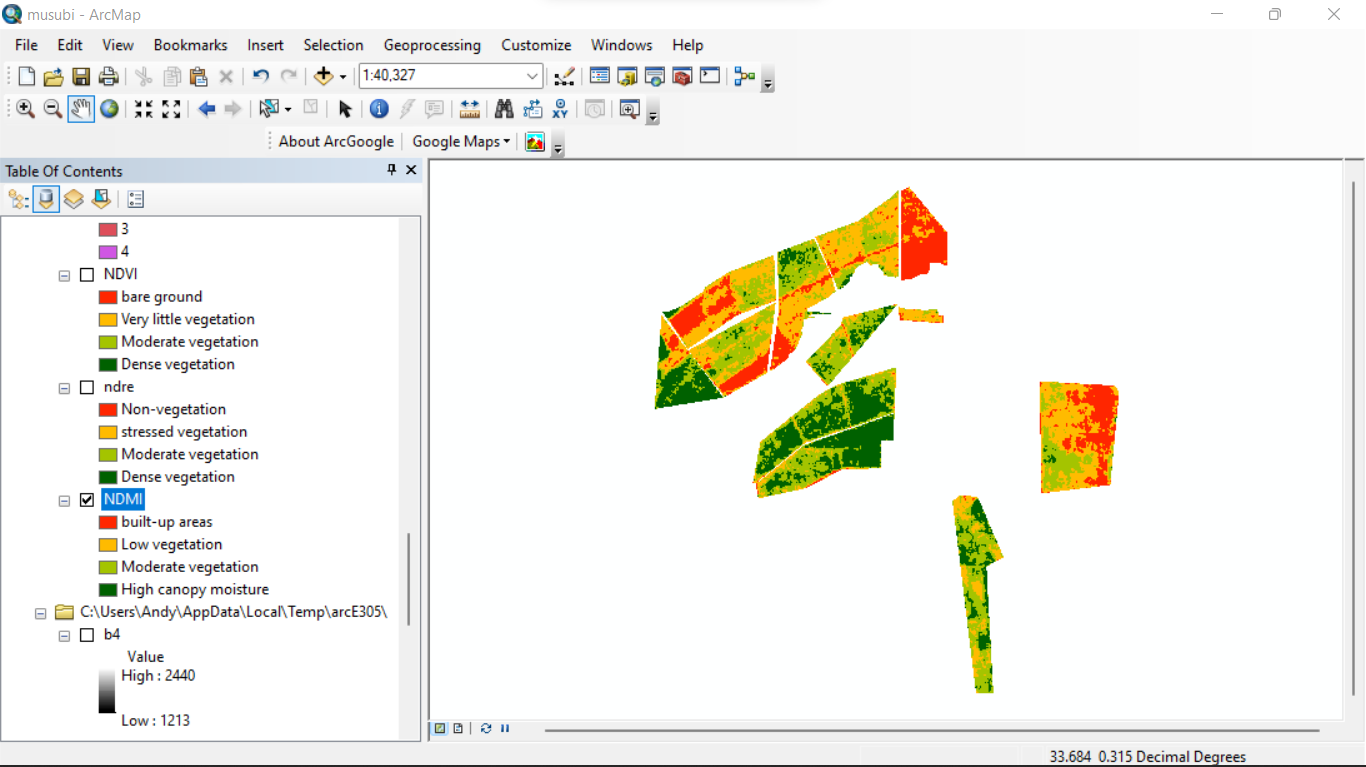 musubi - ArcMap
File Edit View Bookmarks Insert Selection Geoprocessing Customize Windows Help
1:40,327
XY
About ArcGoogle Google Maps
Table Of Contents
3
4
NDVI
bare ground
Very little vegetation
Moderate vegetation
Dense vegetation
ndre
Non-vegetation
stressed vegetation
Moderate vegetation
Dense vegetation
NDMI
built-up areas
Low vegetation
Moderate vegetation
High canopy moisture
C:\Users\Andy\AppData\Local\Temp\arcE305\
b4
Value
High : 2440
Low : 1213
33.684 0.315 Decimal Degrees